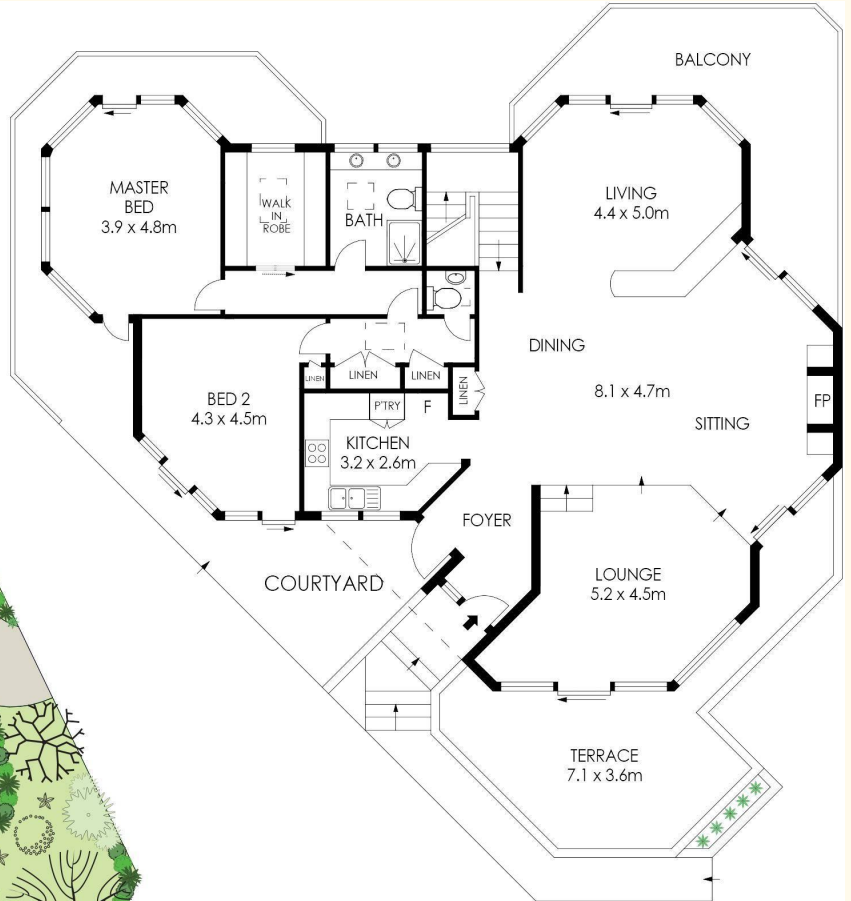 BALCONY
MASTER
BED
3.9 x 4.8m
WALK
IN
ROBE
BATH
LIVING
4.4 x 5.0m
DINING
8.1 x 4.7m
SITTING
FP
BED 2
4.3 x 4.5m
LINEN
LINEN
LINEN
LINEN
P'TRY
F
KITCHEN
3.2 x 2.6m
FOYER
COURTYARD
LOUNGE
5.2 x 4.5m
TERRACE
7.1 x 3.6m